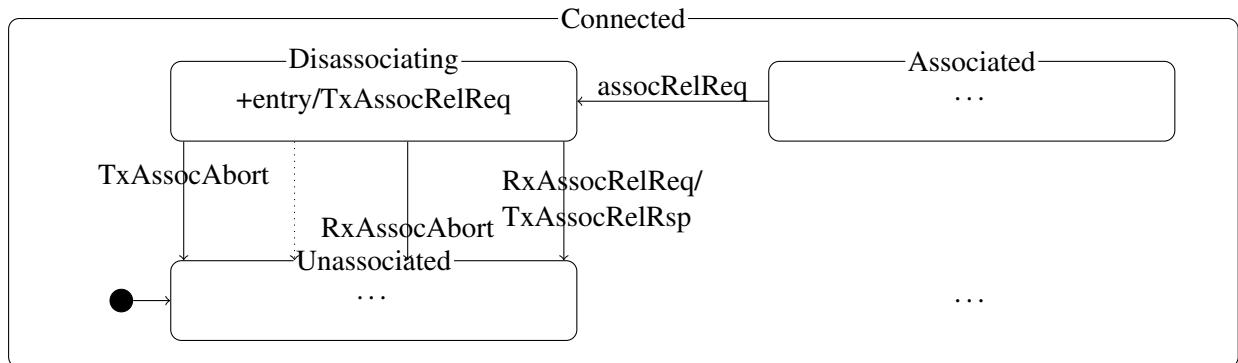 Connected
Disassociating
Associated
+entry/TxAssocRelReq
assocRelReq
...
TxAssocAbort
RxAssocRelReq/
TxAssocRelRsp
RxAssocAbort
Unassociated
...
...